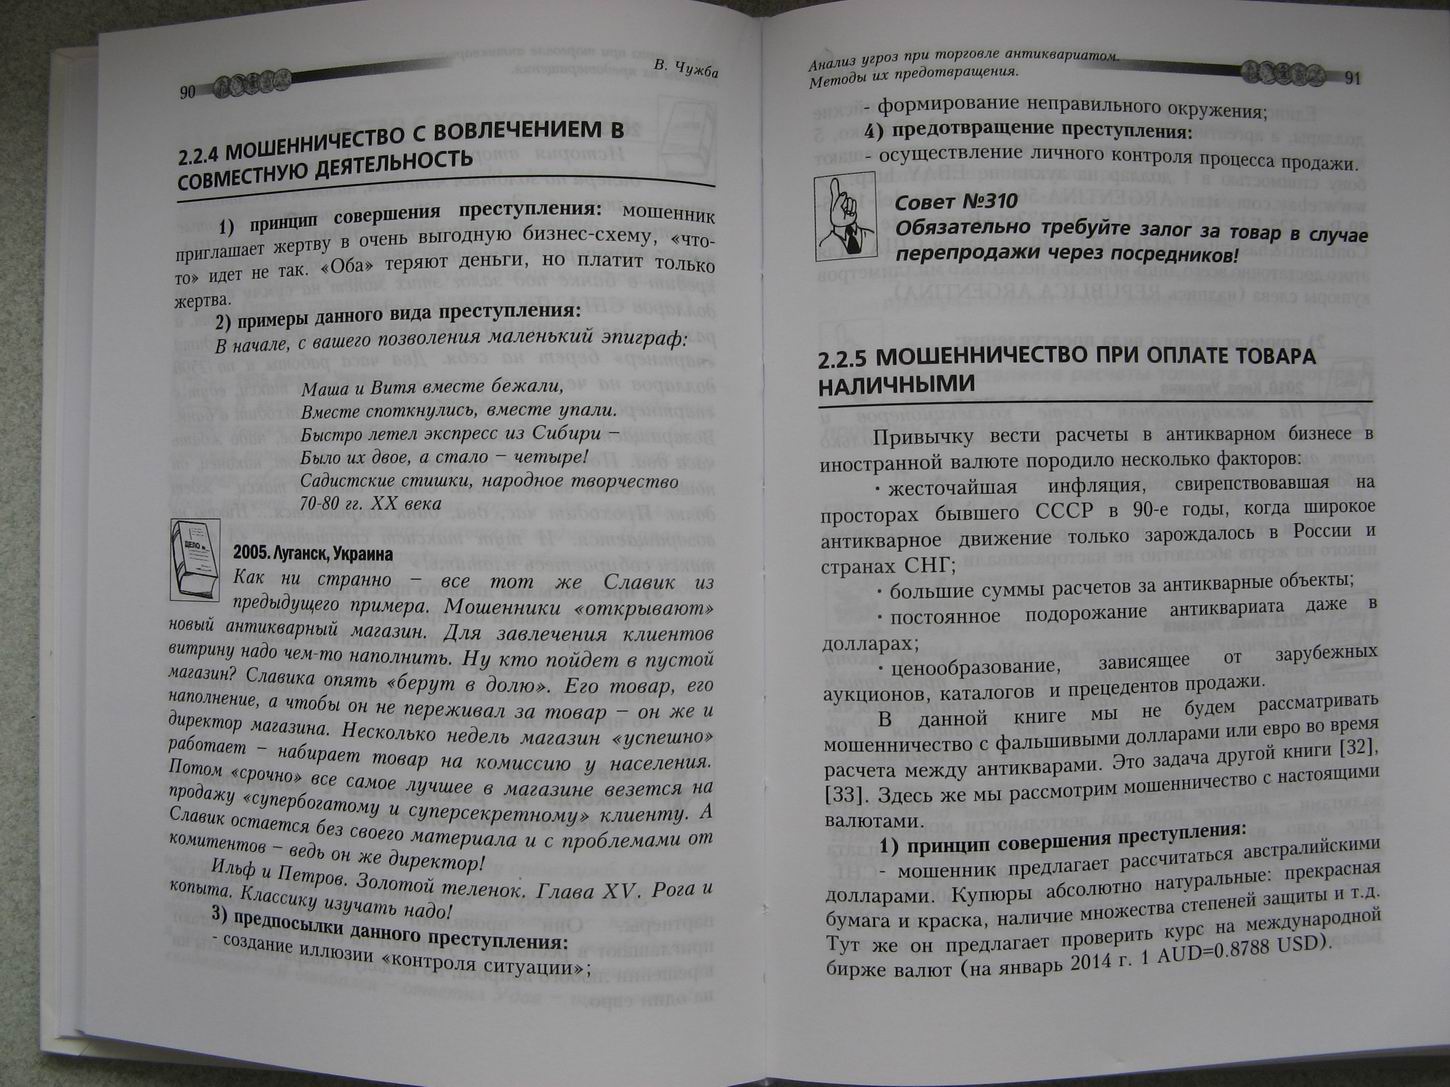 90
В. Чужба
2.2.4 МОШЕННИЧЕСТВО С ВОВЛЕЧЕНИЕМ В
СОВМЕСТНУЮ ДЕЯТЕЛЬНОСТЬ
1) принцип совершения преступления: мошенник
приглашает жертву в очень выгодную бизнес-схему, «что-
то» идет не так. «Оба» теряют деньги, но платит только
жертва.
2) примеры данного вида преступления:
В начале, с вашего позволения маленький эпиграф:
Маша и Витя вместе бежали,
Вместе споткнулись, вместе упали.
Быстро летел экспресс из Сибири –
Было их двое, а стало – четыре!
Садистские стишки, народное творчество
70-80 гг. XX века
ДЕЛО №
2005. Луганск, Украина
Как ни странно – все тот же Славик из
предыдущего примера. Мошенники «открывают»
новый антикварный магазин. Для завлечения клиентов
витрину надо чем-то наполнить. Ну кто пойдет в пустой
магазин? Славика опять «берут в долю». Его товар, его
наполнение, а чтобы он не переживал за товар – он же и
директор магазина. Несколько недель магазин «успешно»
работает – набирает товар на комиссию у населения.
Потом «срочно» все самое лучшее в магазине везется на
продажу «супербогатому и суперсекретному» клиенту. А
Славик остается без своего материала и с проблемами от
комитентов – ведь он же директор!
Ильф и Петров. Золотой теленок. Глава XV. Рога и
копыта. Классику изучать надо!
3) предпосылки данного преступления:
- создание иллюзии «контроля ситуации»;
Анализ угроз при торговле антиквариатом.
Методы их предотвращения.
91
- формирование неправильного окружения;
4) предотвращение преступления:
- осуществление личного контроля процесса продажи.
Совет №310
Обязательно требуйте залог за товар в случае
перепродажи через посредников!
2.2.5 МОШЕННИЧЕСТВО ПРИ ОПЛАТЕ ТОВАРА
НАЛИЧНЫМИ
Привычку вести расчеты в антикварном бизнесе в
иностранной валюте породило несколько факторов:
· жесточайшая инфляция, свирепствовавшая на
просторах бывшего СССР в 90-е годы, когда широкое
антикварное движение только зарождалось в России и
странах СНГ;
· большие суммы расчетов за антикварные объекты;
· постоянное подорожание антиквариата даже в
долларах;
· ценообразование, зависящее от зарубежных
аукционов, каталогов и прецедентов продажи.
В данной книге мы не будем рассматривать
мошенничество с фальшивыми долларами или евро во время
расчета между антикварами. Это задача другой книги [32],
[33]. Здесь же мы рассмотрим мошенничество с настоящими
валютами.
1) принцип совершения преступления:
- мошенник предлагает рассчитаться австралийскими
долларами. Купюры абсолютно натуральные: прекрасная
бумага и краска, наличие множества степеней защиты и т.д.
Тут же он предлагает проверить курс на международной
бирже валют (на январь 2014 г. 1 AUD=0.8788 USD).